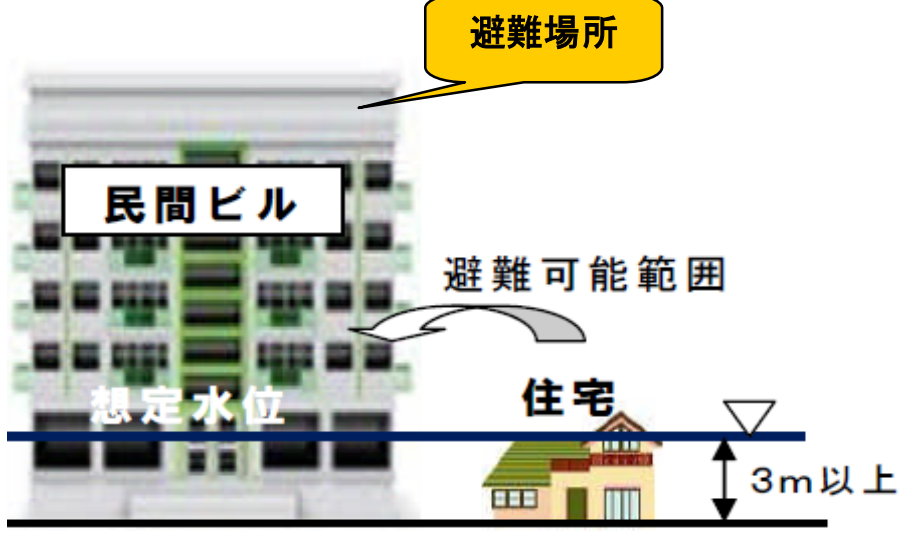 避難場所
民間ビル
避難可能範囲
想定水位
住宅
3m以上